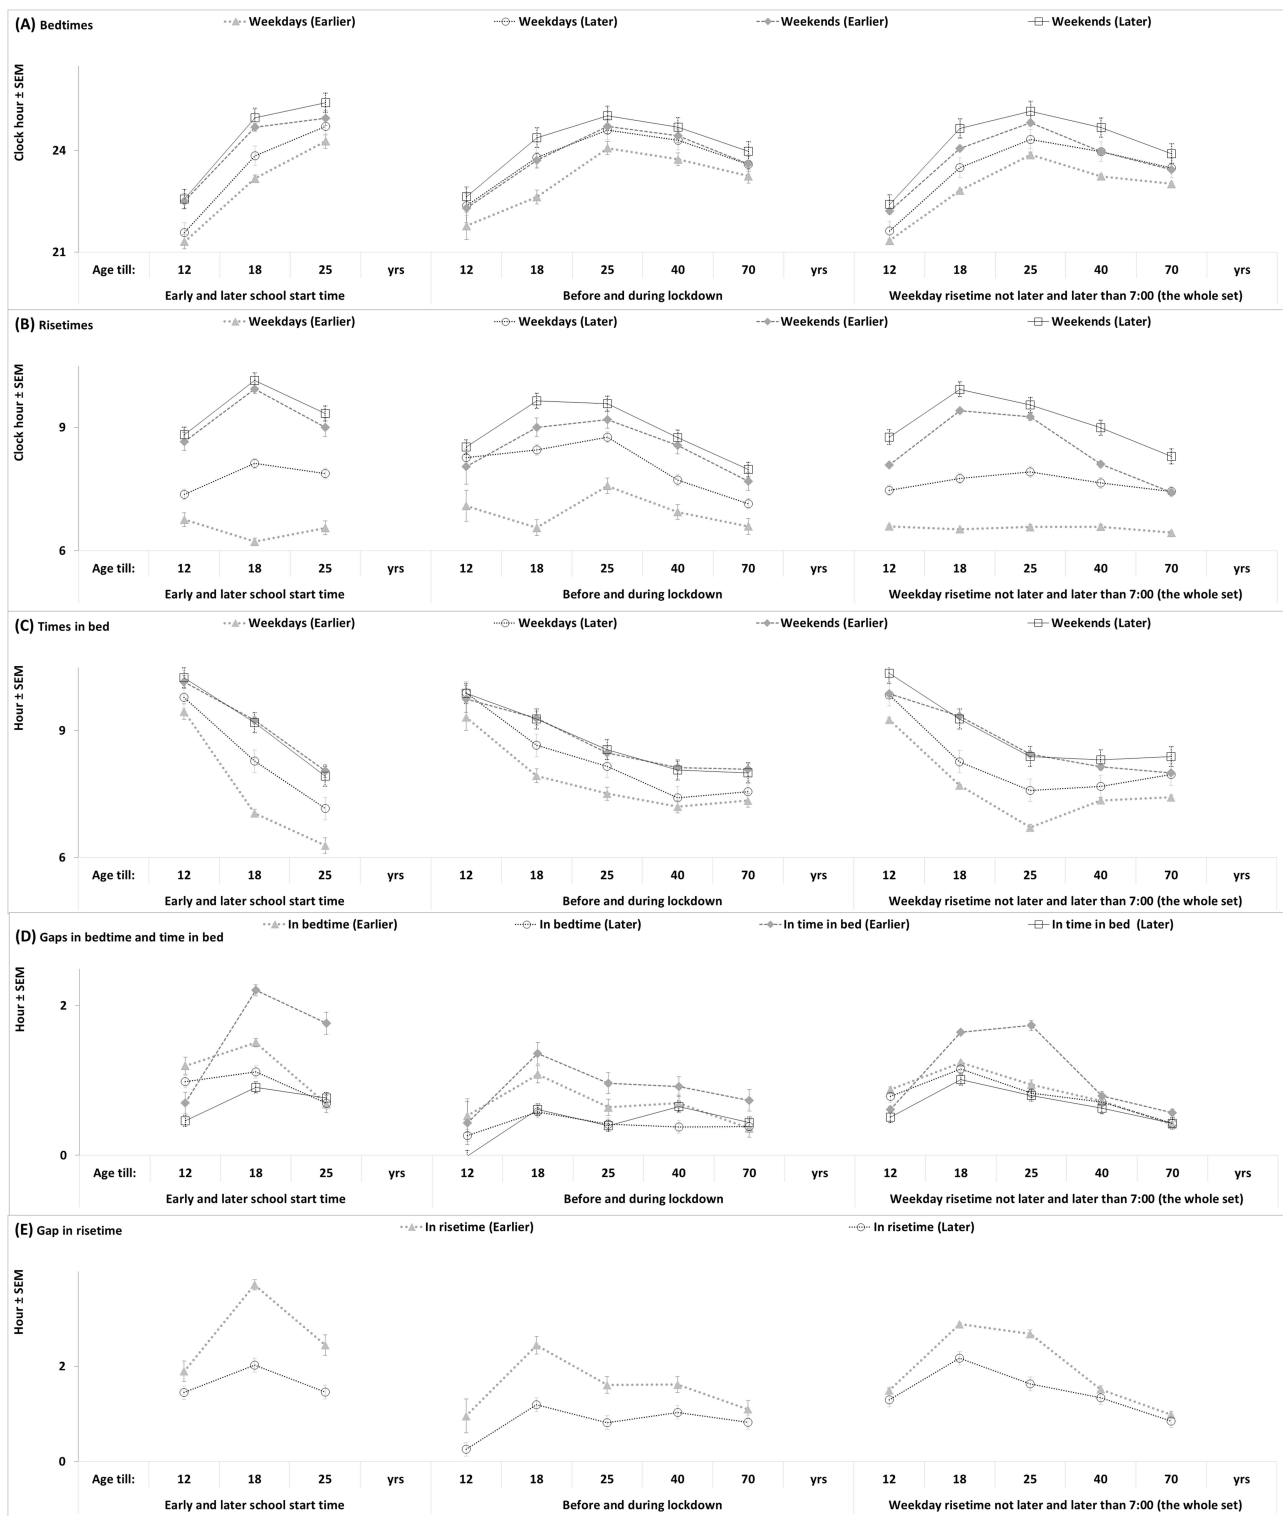 (A) Bedtimes Weekdays (Earlier) Weekdays (Later) Weekends (Earlier) Weekends (Later)
Clock hour ± SEM
24
21
Age till: 12 18 25 yrs 12 18 25 40 70 yrs 12 18 25 40 70 yrs
Early and later school start time Before and during lockdown Weekday risetime not later and later than 7:00 (the whole set)
(B) Risetimes Weekdays (Earlier) Weekdays (Later) Weekends (Earlier) Weekends (Later)
Clock hour ± SEM
9
6
Age till: 12 18 25 yrs 12 18 25 40 70 yrs 12 18 25 40 70 yrs
Early and later school start time Before and during lockdown Weekday risetime not later and later than 7:00 (the whole set)
(C) Times in bed Weekdays (Earlier) Weekdays (Later) Weekends (Earlier) Weekends (Later)
Hour ± SEM
9
6
Age till: 12 18 25 yrs 12 18 25 40 70 yrs 12 18 25 40 70 yrs
Early and later school start time Before and during lockdown Weekday risetime not later and later than 7:00 (the whole set)
In bedtime (Earlier) In bedtime (Later) In time in bed (Earlier) In time in bed (Later)
(D) Gaps in bedtime and time in bed
Hour ± SEM
2
0
Age till: 12 18 25 yrs 12 18 25 40 70 yrs 12 18 25 40 70 yrs
Early and later school start time Before and during lockdown Weekday risetime not later and later than 7:00 (the whole set)
(E) Gap in risetime In risetime (Earlier) In risetime (Later)
Hour ± SEM
2
0
Age till: 12 18 25 yrs 12 18 25 40 70 yrs 12 18 25 40 70 yrs
Early and later school start time Before and during lockdown Weekday risetime not later and later than 7:00 (the whole set)